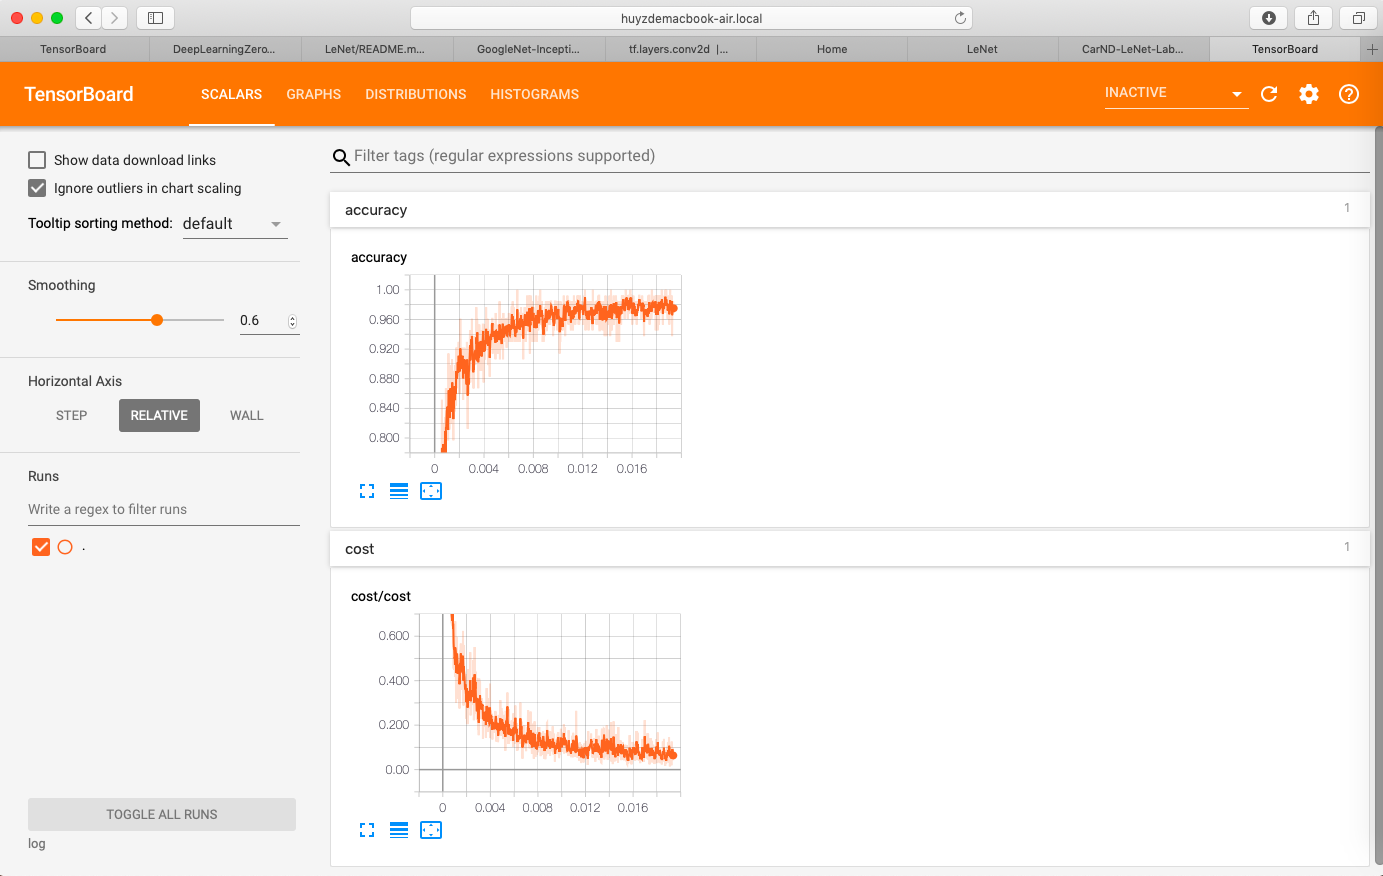 huyzdemacbook-air.local
TensorBoard DeepLearningZero... LeNet/README.m... GoogleNet-Incepti... tf.layers.conv2d |... Home LeNet CarND-LeNet-Lab... TensorBoard
TensorBoard SCALARS GRAPHS DISTRIBUTIONS HISTOGRAMS INACTIVE
Show data download links
Ignore outliers in chart scaling
Tooltip sorting method: default
Smoothing
0.6
Horizontal Axis
STEP RELATIVE WALL
Runs
Write a regex to filter runs
.
TOGGLE ALL RUNS
log
Filter tags (regular expressions supported)
accuracy 1
accuracy
1.00
0.960
0.920
0.880
0.840
0.800
0 0.004 0.008 0.012 0.016
cost 1
cost/cost
0.600
0.400
0.200
0.00
0 0.004 0.008 0.012 0.016